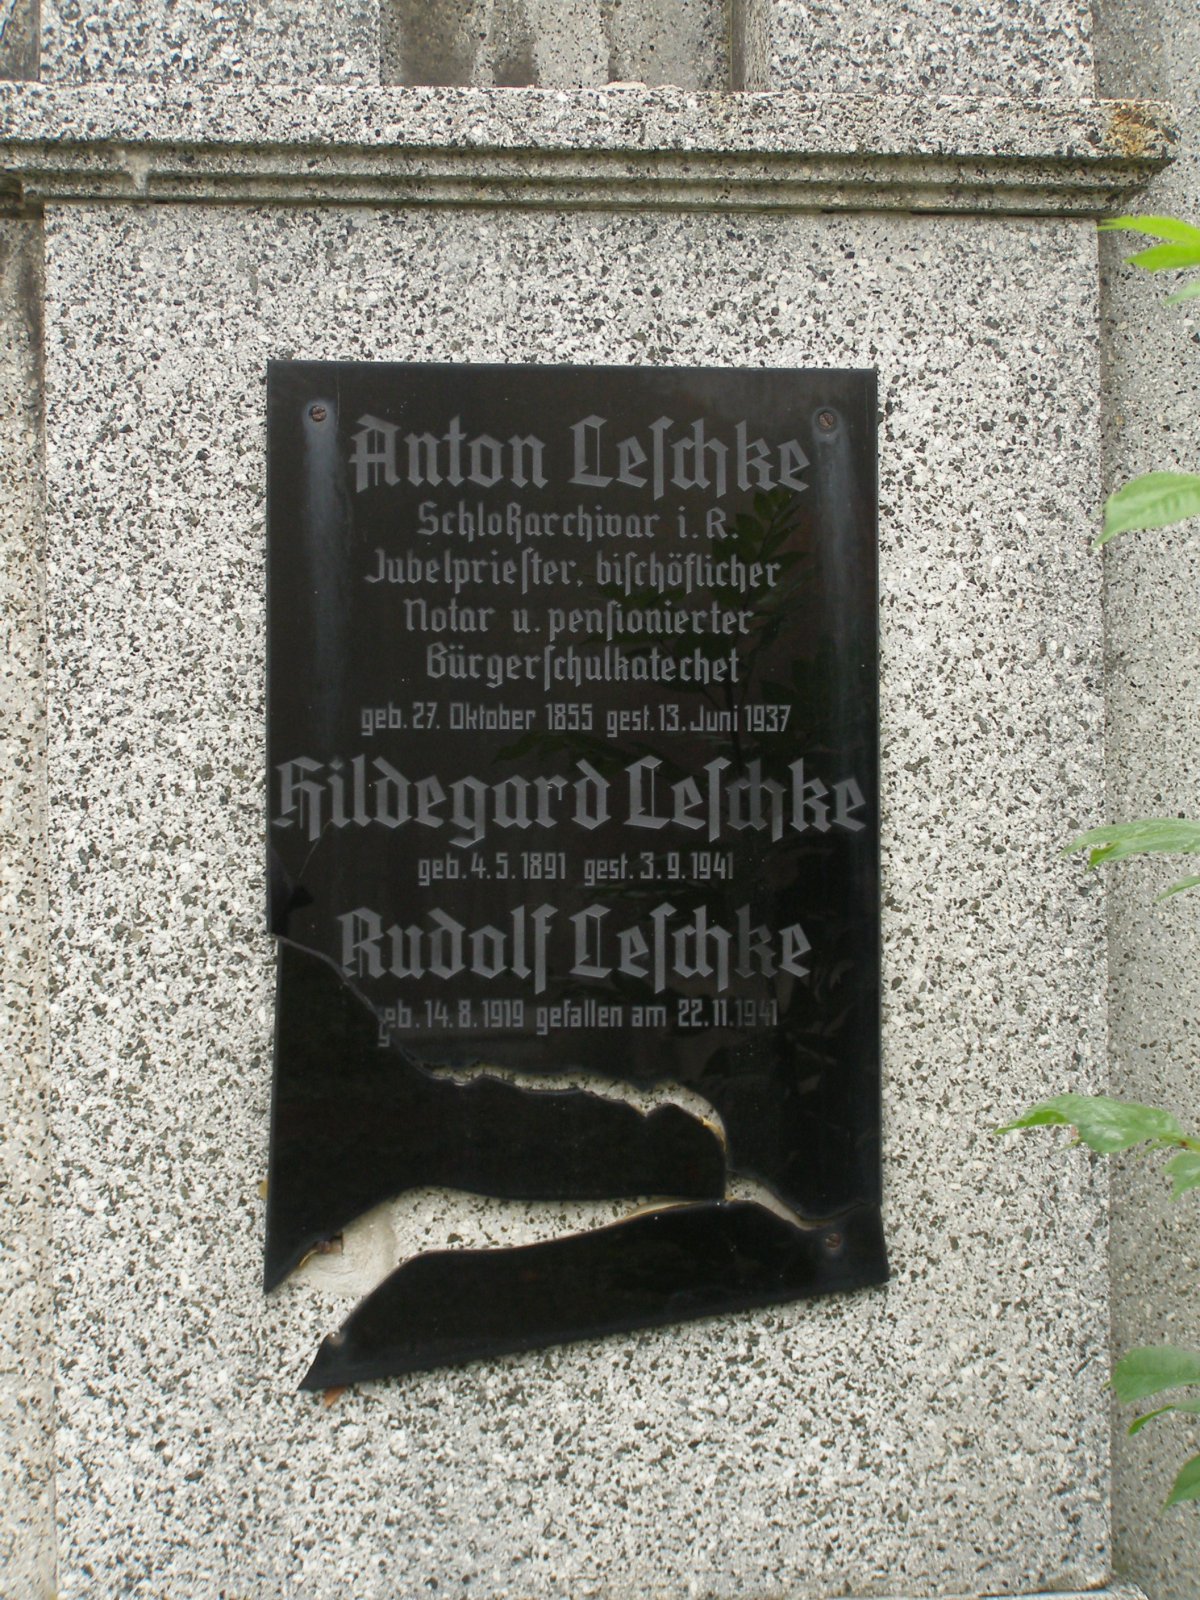 Anton Leschke
Schloßarchivar i. R.
Jubelpriester, bischöflicher
Notar u. pensionierter
Bürgerschulkatechet
geb. 27. Oktober 1855 gest. 13. Juni 1937
Hildegard Leschke
geb. 4. 5. 1891 gest. 3. 9. 1941
Rudolf Leschke
geb. 14. 8. 1919 gefallen am 22. 11. 1941